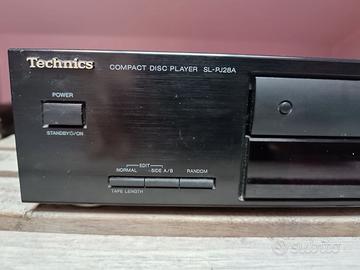 Technics COMPACT DISC PLAYER SL-PJ28A
POWER
STANDBY⏻/ON
EDIT
NORMAL SIDE A/B RANDOM
TAPE LENGTH
subito